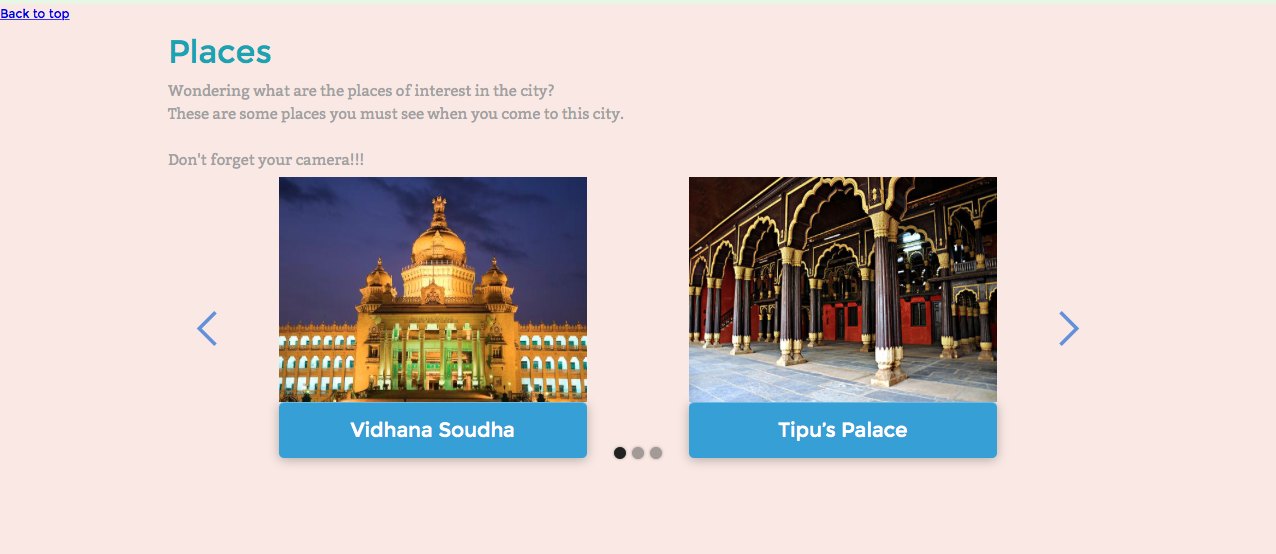 Back to top
Places
Wondering what are the places of interest in the city?
These are some places you must see when you come to this city.
Don't forget your camera!!!
Vidhana Soudha
Tipu’s Palace